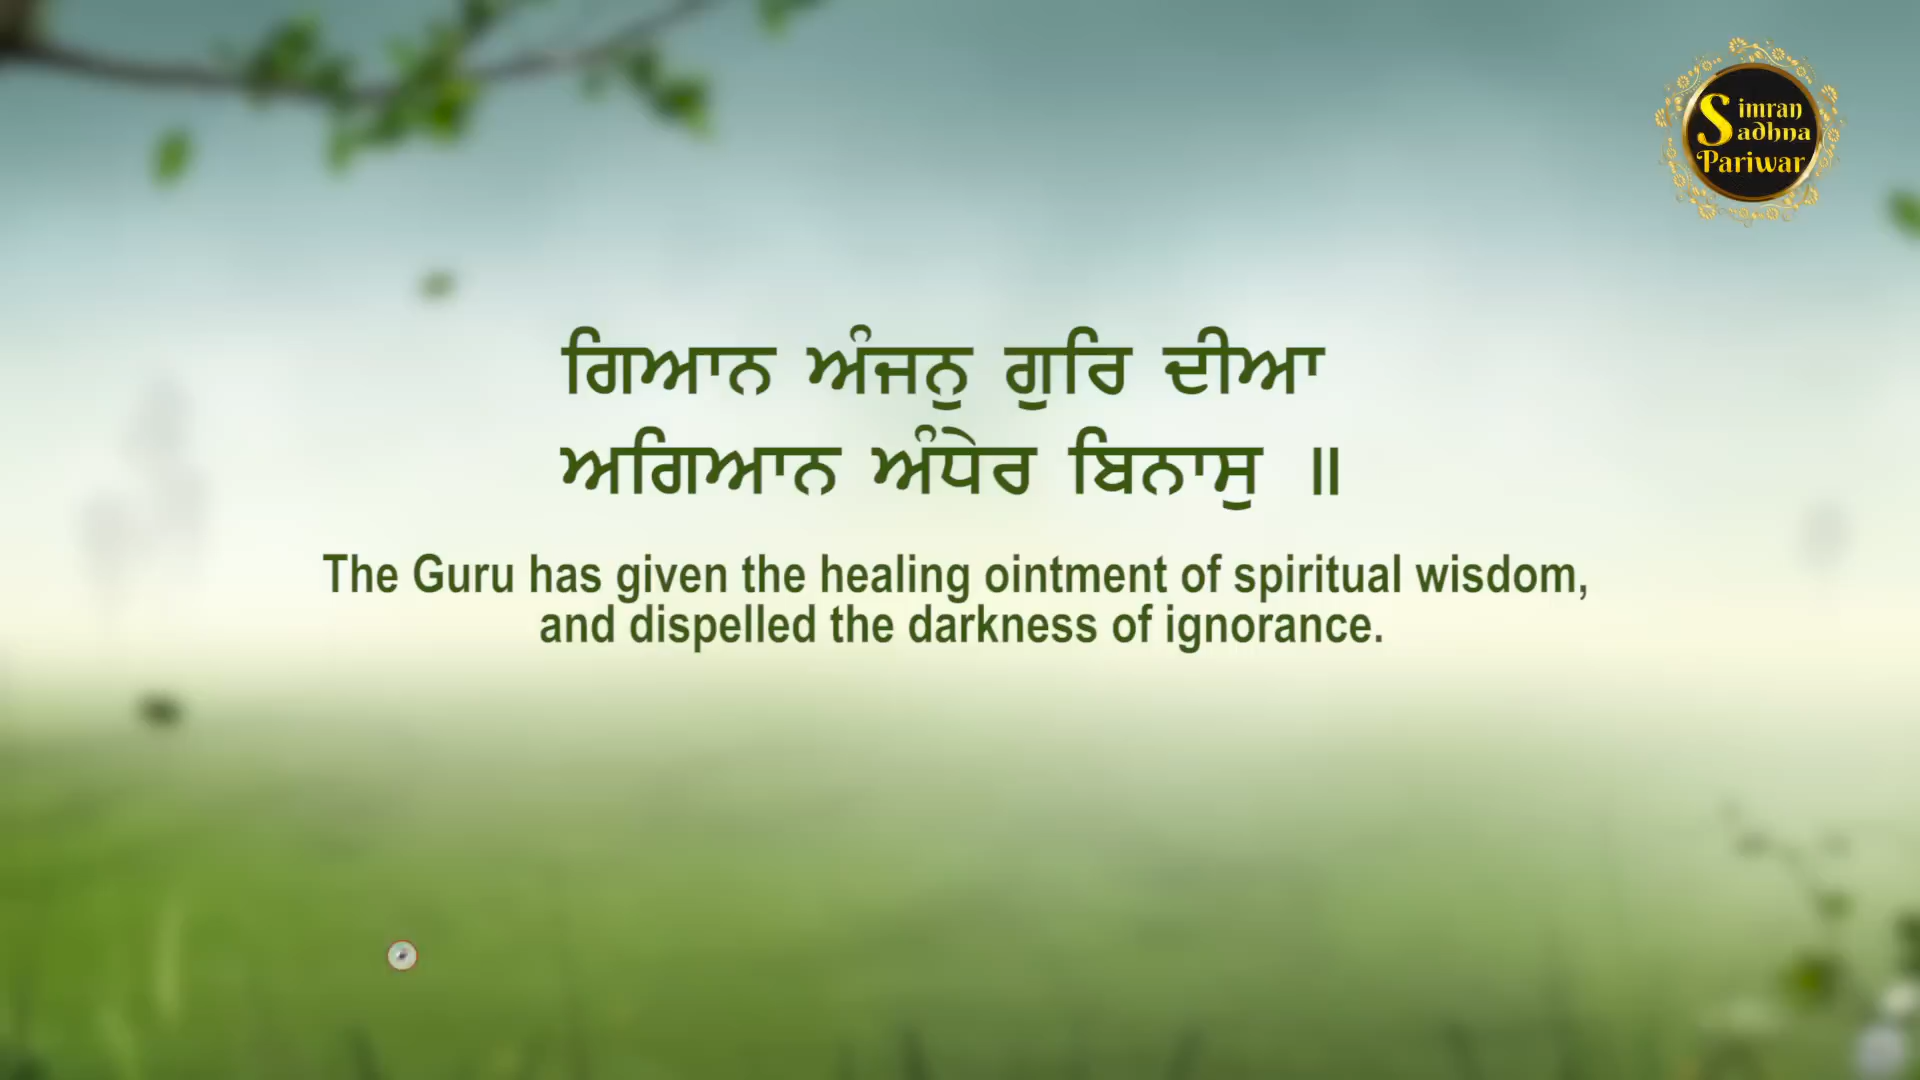 Simran
Sadhna
Pariwar
ਗਿਆਨ ਅੰਜਨੁ ਗੁਰਿ ਦੀਆ
ਅਗਿਆਨ ਅੰਧੇਰ ਬਿਨਾਸੁ ॥
The Guru has given the healing ointment of spiritual wisdom,
and dispelled the darkness of ignorance.